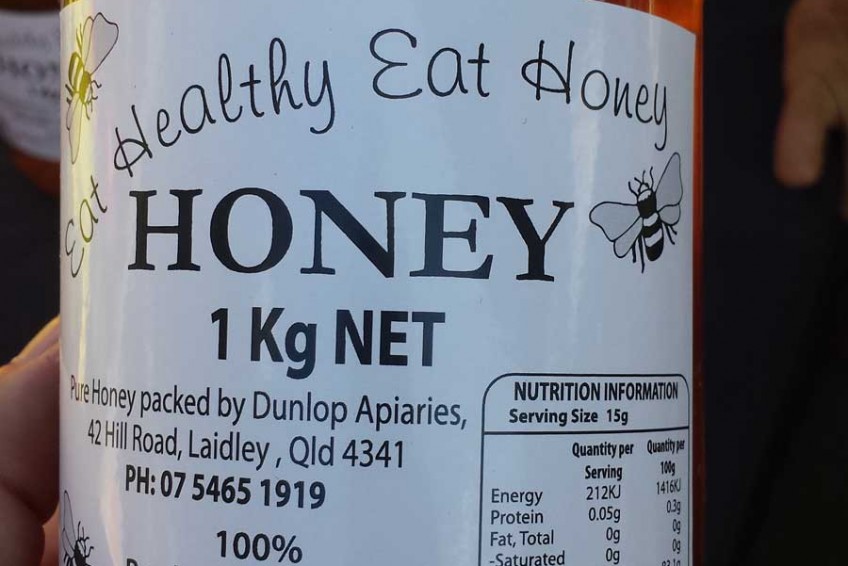 Eat Healthy Eat Honey
HONEY
1 Kg NET
Pure Honey packed by Dunlop Apiaries,
42 Hill Road, Laidley , Qld 4341
PH: 07 5465 1919
100%
NUTRITION INFORMATION
Serving Size 15g
Quantity per Quantity per
Serving 100g
Energy 212KJ 1416KJ
Protein 0.05g 0.3g
Fat, Total 0g 0g
-Saturated 0g 0g